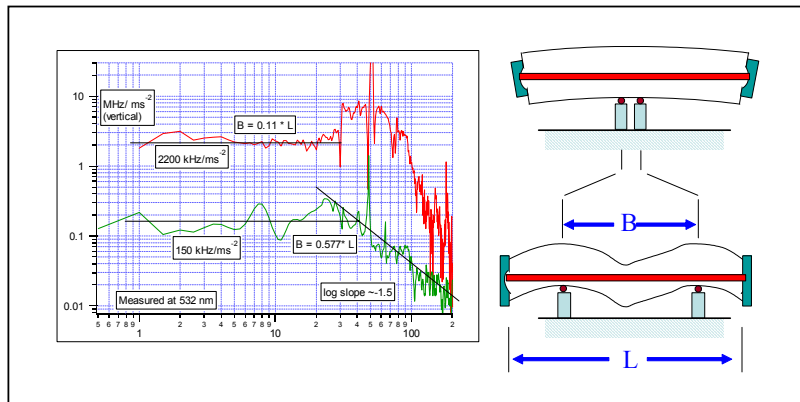 10
MHz/ ms-2
(vertical)
B = 0.11 * L
1
2200 kHz/ms-2
0.1
150 kHz/ms-2
B = 0.577* L
0.01
Measured at 532 nm
log slope ~-1.5
5 6 7 8 9 1 2 3 4 5 6 7 8 9 10 2 3 4 5 6 7 8 9 100 2
B
L